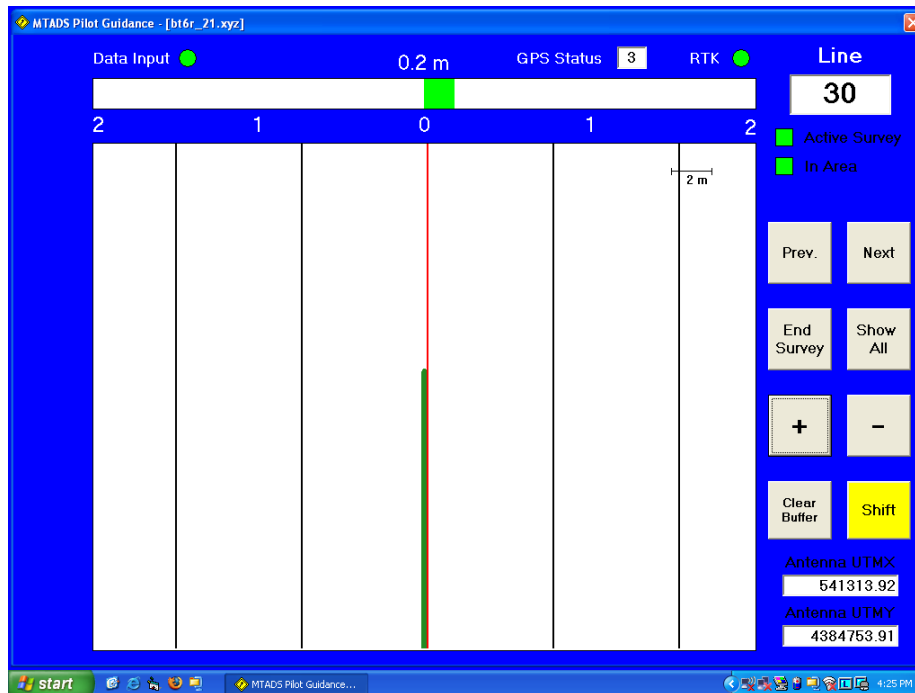 MTADS Pilot Guidance - [bt6r_21.xyz]
Data Input
0.2 m
GPS Status 3
RTK
Line
30
2 1 0 1 2
Active Survey
In Area
2 m
Prev.
Next
End
Survey
Show
All
+
-
Clear
Buffer
Shift
Antenna UTMX
541313.92
Antenna UTMY
4384753.91
start
MTADS Pilot Guidance...
4:25 PM